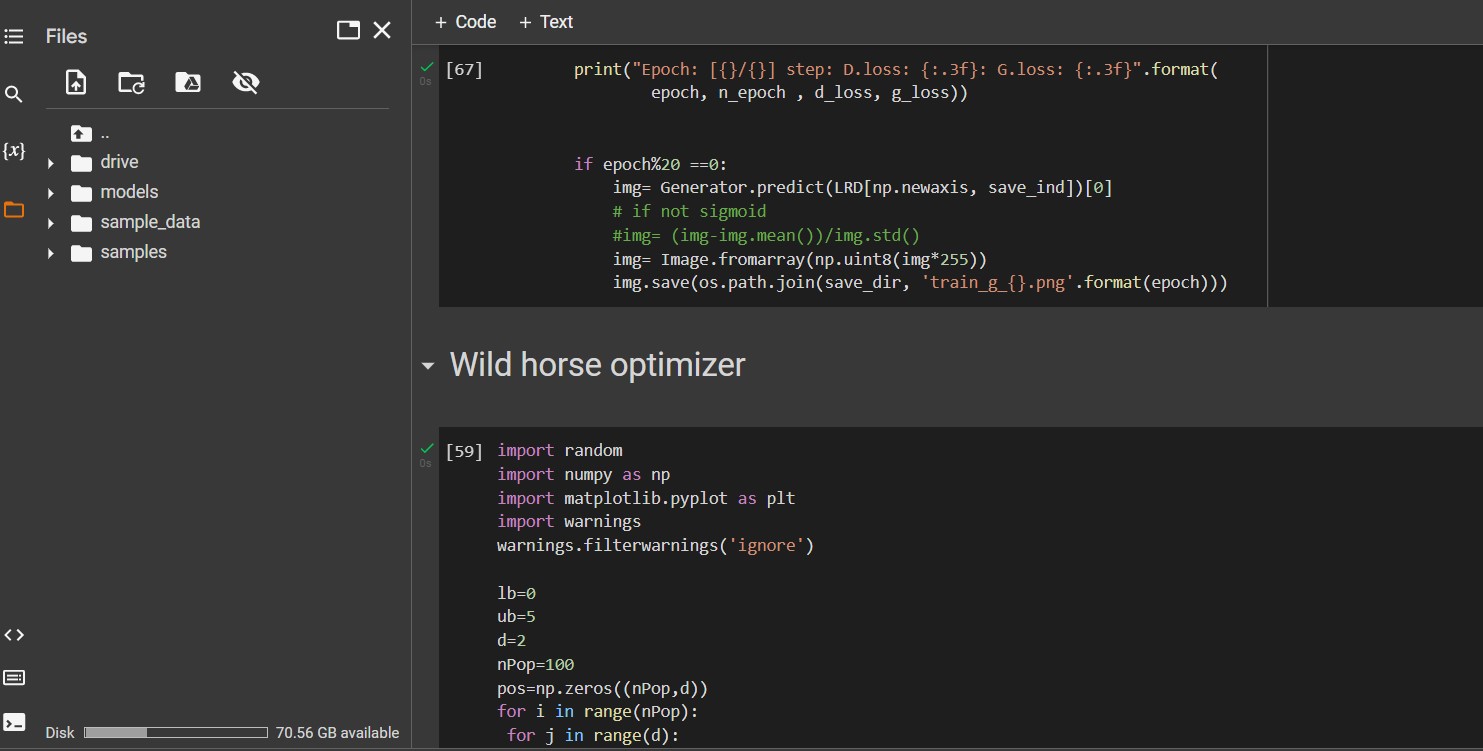 Files
..
drive
models
sample_data
samples
Disk 70.56 GB available
{x}
+ Code + Text
0s
[67]
print("Epoch: [{}/{}] step: D.loss: {:.3f}: G.loss: {:.3f}".format(
epoch, n_epoch , d_loss, g_loss))
if epoch%20 ==0:
img= Generator.predict(LRD[np.newaxis, save_ind])[0]
# if not sigmoid
#img= (img-img.mean())/img.std()
img= Image.fromarray(np.uint8(img*255))
img.save(os.path.join(save_dir, 'train_g_{}.png'.format(epoch)))
Wild horse optimizer
0s
[59]
import random
import numpy as np
import matplotlib.pyplot as plt
import warnings
warnings.filterwarnings('ignore')
lb=0
ub=5
d=2
nPop=100
pos=np.zeros((nPop,d))
for i in range(nPop):
for j in range(d):